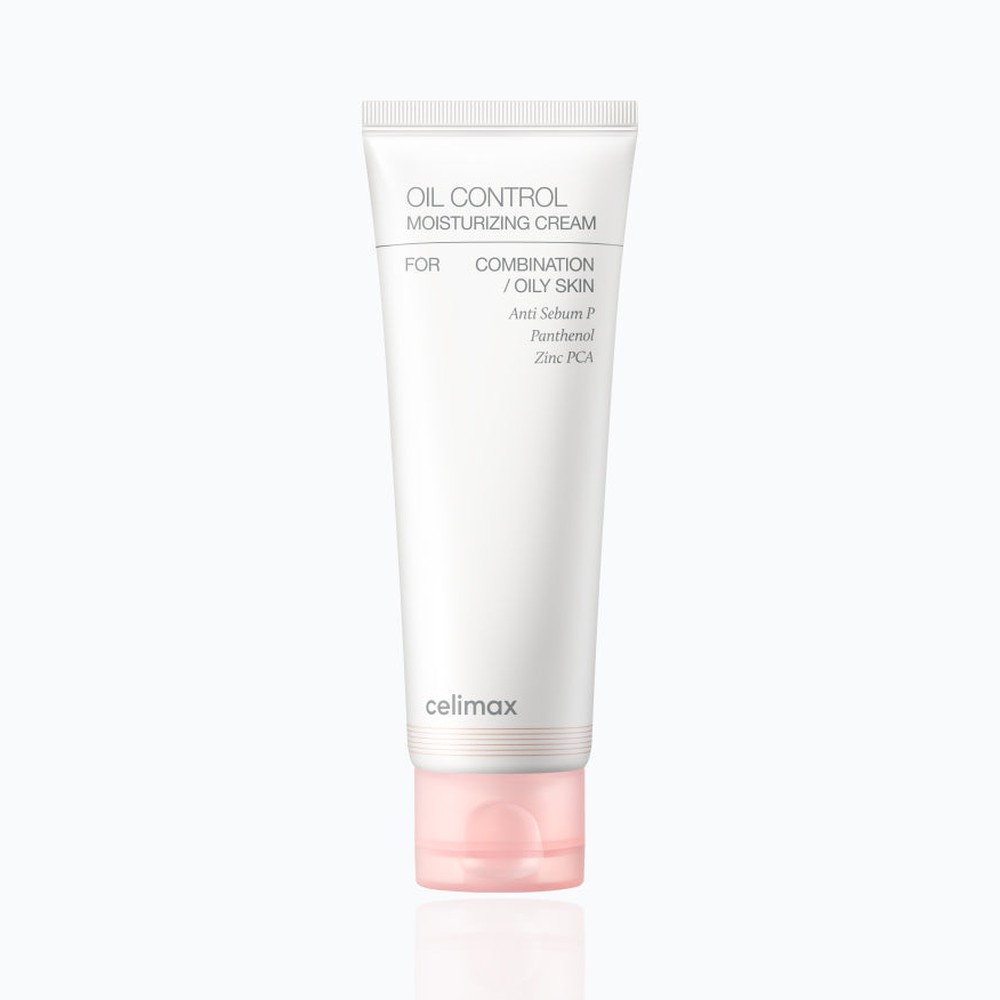 OIL CONTROL
MOISTURIZING CREAM
FOR COMBINATION
/ OILY SKIN
Anti Sebum P
Panthenol
Zinc PCA
celimax